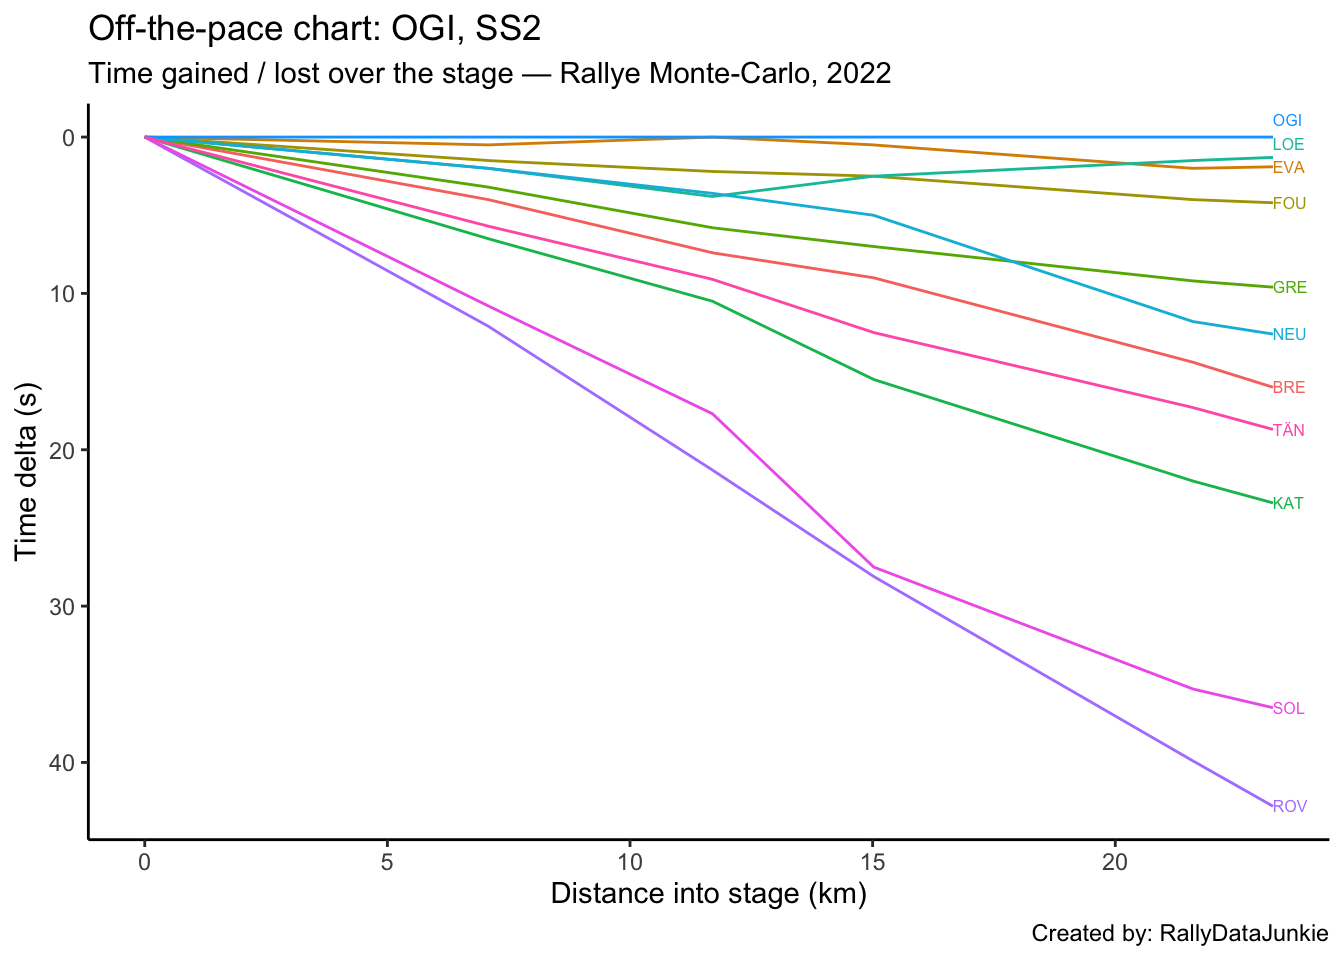 Off-the-pace chart: OGI, SS2
Time gained / lost over the stage — Rallye Monte-Carlo, 2022
OGI
0
LOE
EVA
FOU
GRE
10
NEU
BRE
TÄN
20
KAT
30
SOL
40
ROV
Time delta (s)
0 5 10 15 20
Distance into stage (km)
Created by: RallyDataJunkie